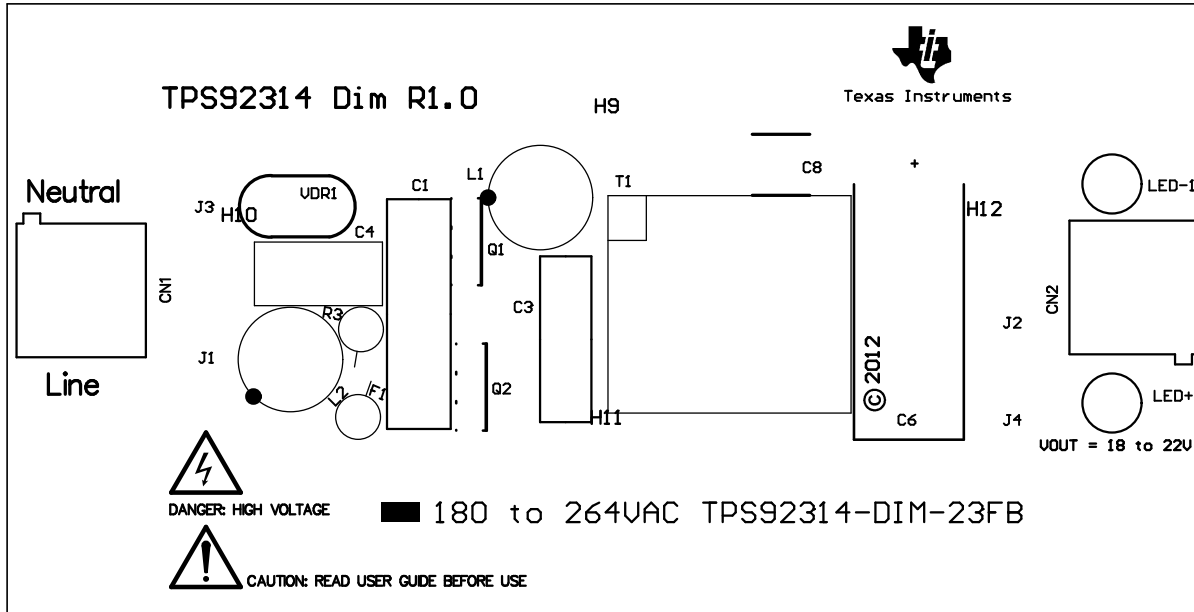 Texas Instruments
TPS92314 Dim R1.0
H9
C8
+
L1
T1
C1
VDR1
Neutral
LED-1
J3
H10
H12
C4
Q1
CN1
CN2
C3
R3
J2
J1
© 2012
Line
L2
F1
Q2
LED+
H11
C6
J4
VOUT = 18 to 22V
DANGER: HIGH VOLTAGE
180 to 264VAC TPS92314-DIM-23FB
CAUTION: READ USER GUIDE BEFORE USE